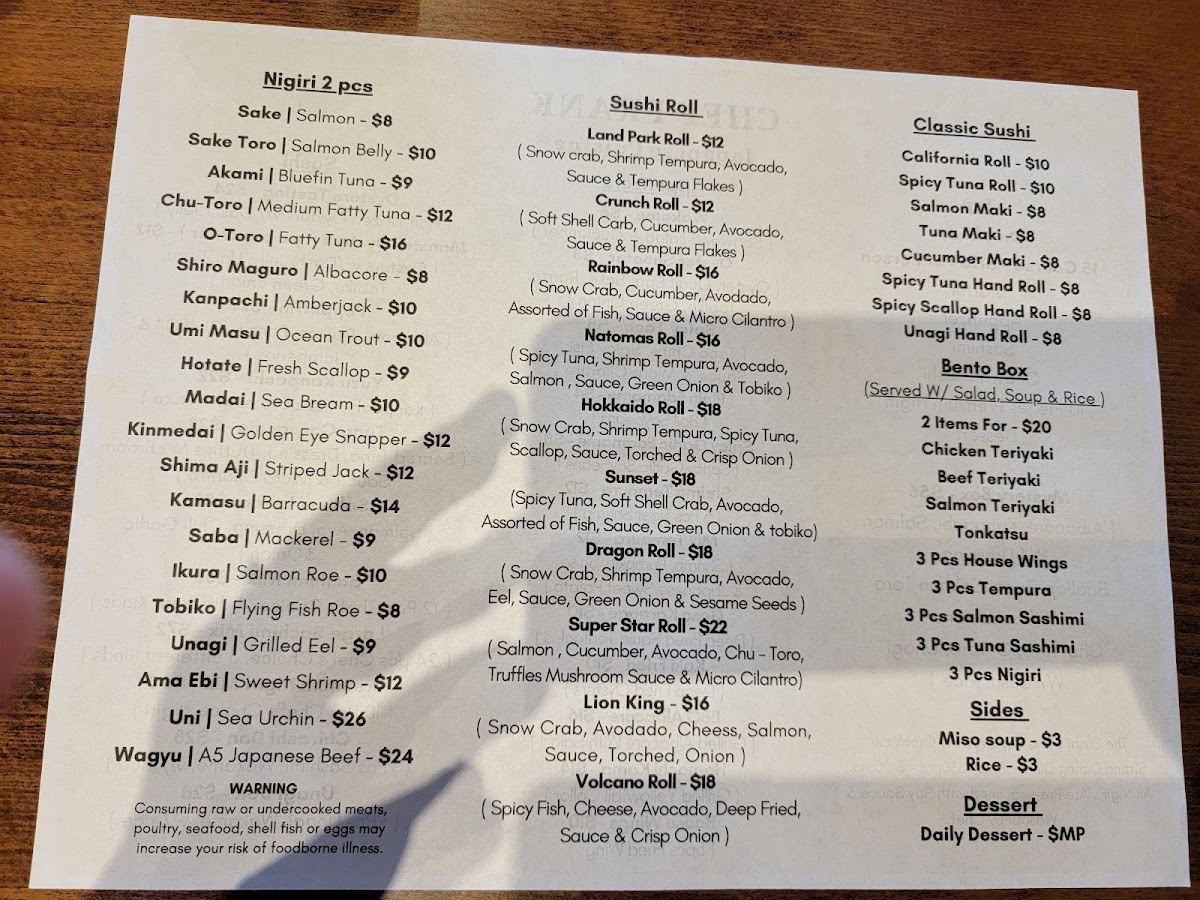 Nigiri 2 pcs
Sake | Salmon - $8
Sake Toro | Salmon Belly - $10
Akami | Bluefin Tuna - $9
Chu-Toro | Medium Fatty Tuna - $12
O-Toro | Fatty Tuna - $16
Shiro Maguro | Albacore - $8
Kanpachi | Amberjack - $10
Umi Masu | Ocean Trout - $10
Hotate | Fresh Scallop - $9
Madai | Sea Bream - $10
Kinmedai | Golden Eye Snapper - $12
Shima Aji | Striped Jack - $12
Kamasu | Barracuda - $14
Saba | Mackerel - $9
Ikura | Salmon Roe - $10
Tobiko | Flying Fish Roe - $8
Unagi | Grilled Eel - $9
Ama Ebi | Sweet Shrimp - $12
Uni | Sea Urchin - $26
Wagyu | A5 Japanese Beef - $24
WARNING
Consuming raw or undercooked meats,
poultry, seafood, shell fish or eggs may
increase your risk of foodborne illness.
Sushi Roll
Land Park Roll - $12
( Snow crab, Shrimp Tempura, Avocado,
Sauce & Tempura Flakes )
Crunch Roll - $12
( Soft Shell Carb, Cucumber, Avocado,
Sauce & Tempura Flakes )
Rainbow Roll - $16
( Snow Crab, Cucumber, Avodado,
Assorted of Fish, Sauce & Micro Cilantro )
Natomas Roll - $16
( Spicy Tuna, Shrimp Tempura, Avocado,
Salmon , Sauce, Green Onion & Tobiko )
Hokkaido Roll - $18
( Snow Crab, Shrimp Tempura, Spicy Tuna,
Scallop, Sauce, Torched & Crisp Onion )
Sunset - $18
(Spicy Tuna, Soft Shell Crab, Avocado,
Assorted of Fish, Sauce, Green Onion & tobiko)
Dragon Roll - $18
( Snow Crab, Shrimp Tempura, Avocado,
Eel, Sauce, Green Onion & Sesame Seeds )
Super Star Roll - $22
( Salmon , Cucumber, Avocado, Chu - Toro,
Truffles Mushroom Sauce & Micro Cilantro)
Lion King - $16
( Snow Crab, Avodado, Cheess, Salmon,
Sauce, Torched, Onion )
Volcano Roll - $18
( Spicy Fish, Cheese, Avocado, Deep Fried,
Sauce & Crisp Onion )
Classic Sushi
California Roll - $10
Spicy Tuna Roll - $10
Salmon Maki - $8
Tuna Maki - $8
Cucumber Maki - $8
Spicy Tuna Hand Roll - $8
Spicy Scallop Hand Roll - $8
Unagi Hand Roll - $8
Bento Box
(Served W/ Salad, Soup & Rice )
2 Items For - $20
Chicken Teriyaki
Beef Teriyaki
Salmon Teriyaki
Tonkatsu
3 Pcs House Wings
3 Pcs Tempura
3 Pcs Salmon Sashimi
3 Pcs Tuna Sashimi
3 Pcs Nigiri
Sides
Miso soup - $3
Rice - $3
Dessert
Daily Dessert - $MP